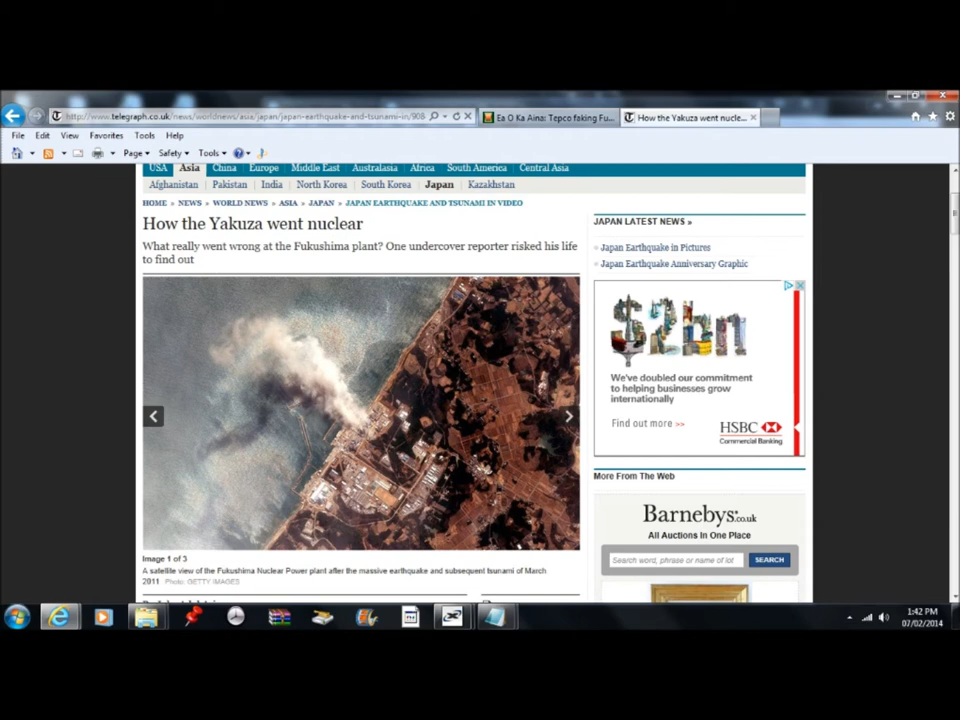 http://www.telegraph.co.uk/news/worldnews/asia/japan/japan-earthquake-and-tsunami-in/908
Ea O Ka Aina: Tepco faking Fu...
How the Yakuza went nucle...
File Edit View Favorites Tools Help
Page Safety Tools
USA Asia China Europe Middle East Australasia Africa South America Central Asia
Afghanistan Pakistan India North Korea South Korea Japan Kazakhstan
HOME » NEWS » WORLD NEWS » ASIA » JAPAN » JAPAN EARTHQUAKE AND TSUNAMI IN VIDEO
How the Yakuza went nuclear
What really went wrong at the Fukushima plant? One undercover reporter risked his life
to find out
Image 1 of 3
A satellite view of the Fukushima Nuclear Power plant after the massive earthquake and subsequent tsunami of March
2011 Photo: GETTY IMAGES
JAPAN LATEST NEWS »
Japan Earthquake in Pictures
Japan Earthquake Anniversary Graphic
$2bn
We've doubled our commitment
to helping businesses grow
internationally
Find out more >>
HSBC
Commercial Banking
More From The Web
Barnebys.co.uk
All Auctions In One Place
Search word, phrase or name of lot SEARCH
1:42 PM
07/02/2014